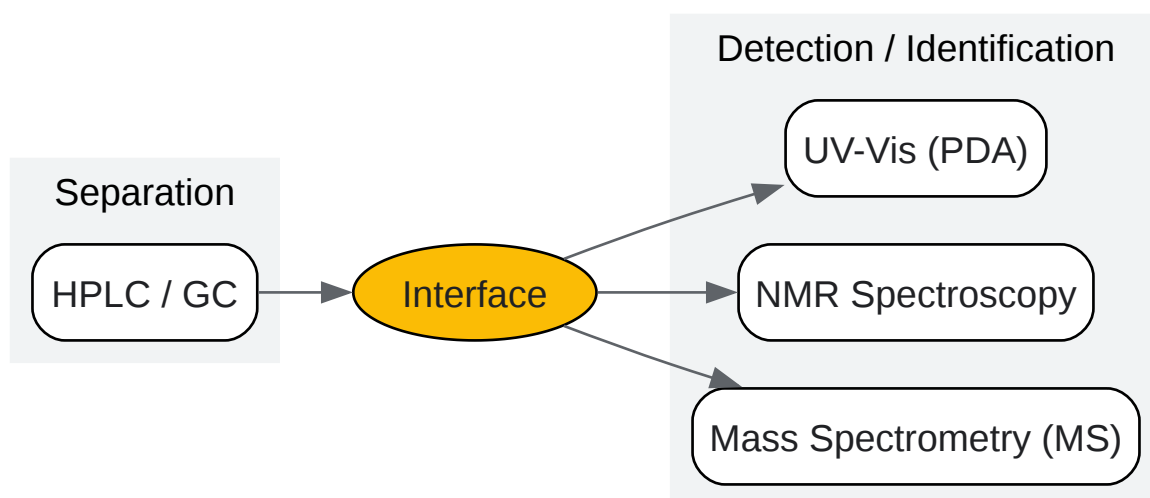 Separation
HPLC / GC
Interface
Detection / Identification
UV-Vis (PDA)
NMR Spectroscopy
Mass Spectrometry (MS)